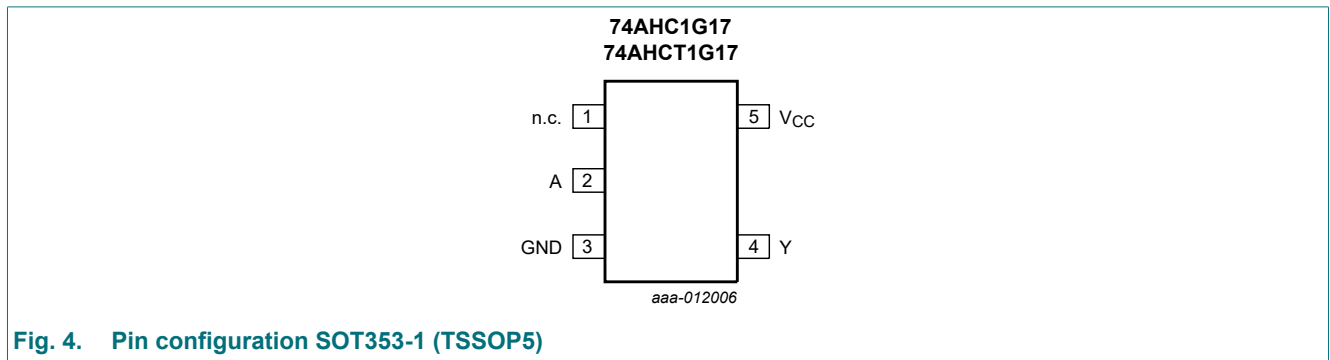 74AHC1G17
74AHCT1G17
n.c. 1
5 VCC
A 2
GND 3
4 Y
aaa-012006
Fig. 4. Pin configuration SOT353-1 (TSSOP5)